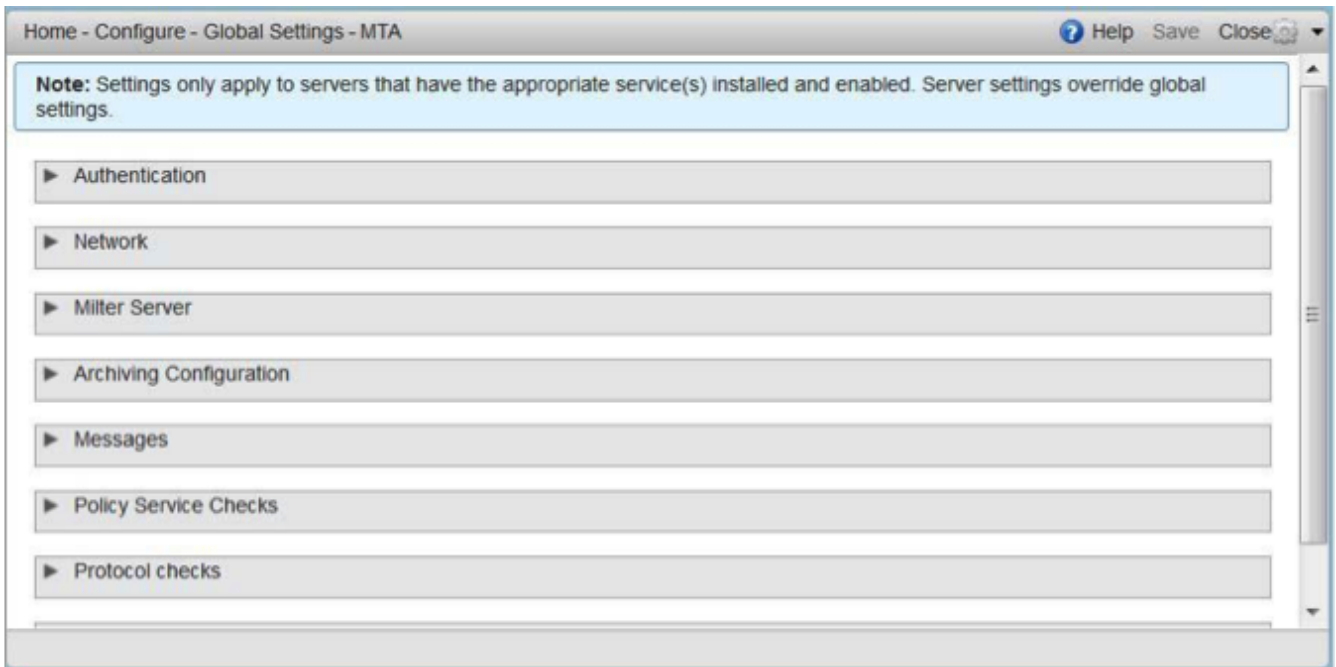 Home - Configure - Global Settings - MTA Help Save Close
Note: Settings only apply to servers that have the appropriate service(s) installed and enabled. Server settings override global
settings.
Authentication
Network
Milter Server
Archiving Configuration
Messages
Policy Service Checks
Protocol checks